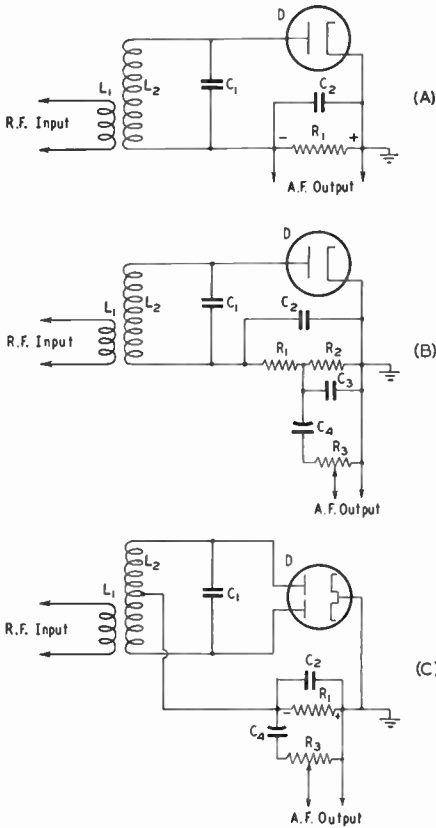 D
L₁
L₂
C₁
C₂
(A)
R.F. Input
- R₁ +
A.F. Output
D
L₁
L₂
C₁
C₂
(B)
R.F. Input
R₁ R₂
C₃
C₄
R₃
A.F. Output
D
L₂
L₁
C₁
R.F. Input
C₂
(C)
- R₁ +
C₄
R₃
A.F. Output